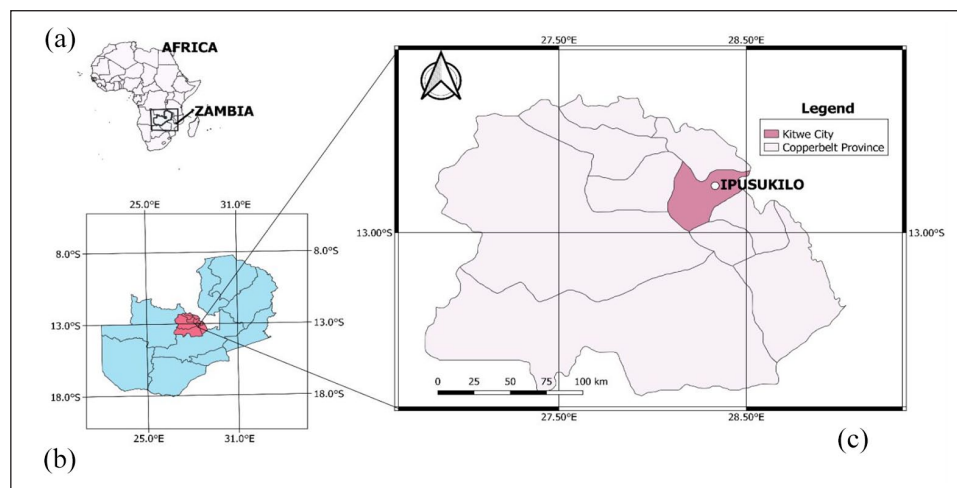 (a)
AFRICA
ZAMBIA
25.0°E 31.0°E
8.0°S 8.0°S
13.0°S 13.0°S
18.0°S 18.0°S
25.0°E 31.0°E
(b)
27.50°E 28.50°E
Legend
Kitwe City
Copperbelt Province
IPUSUKILO
13.00°S 13.00°S
0 25 50 75 100 km
27.50°E 28.50°E
(c)